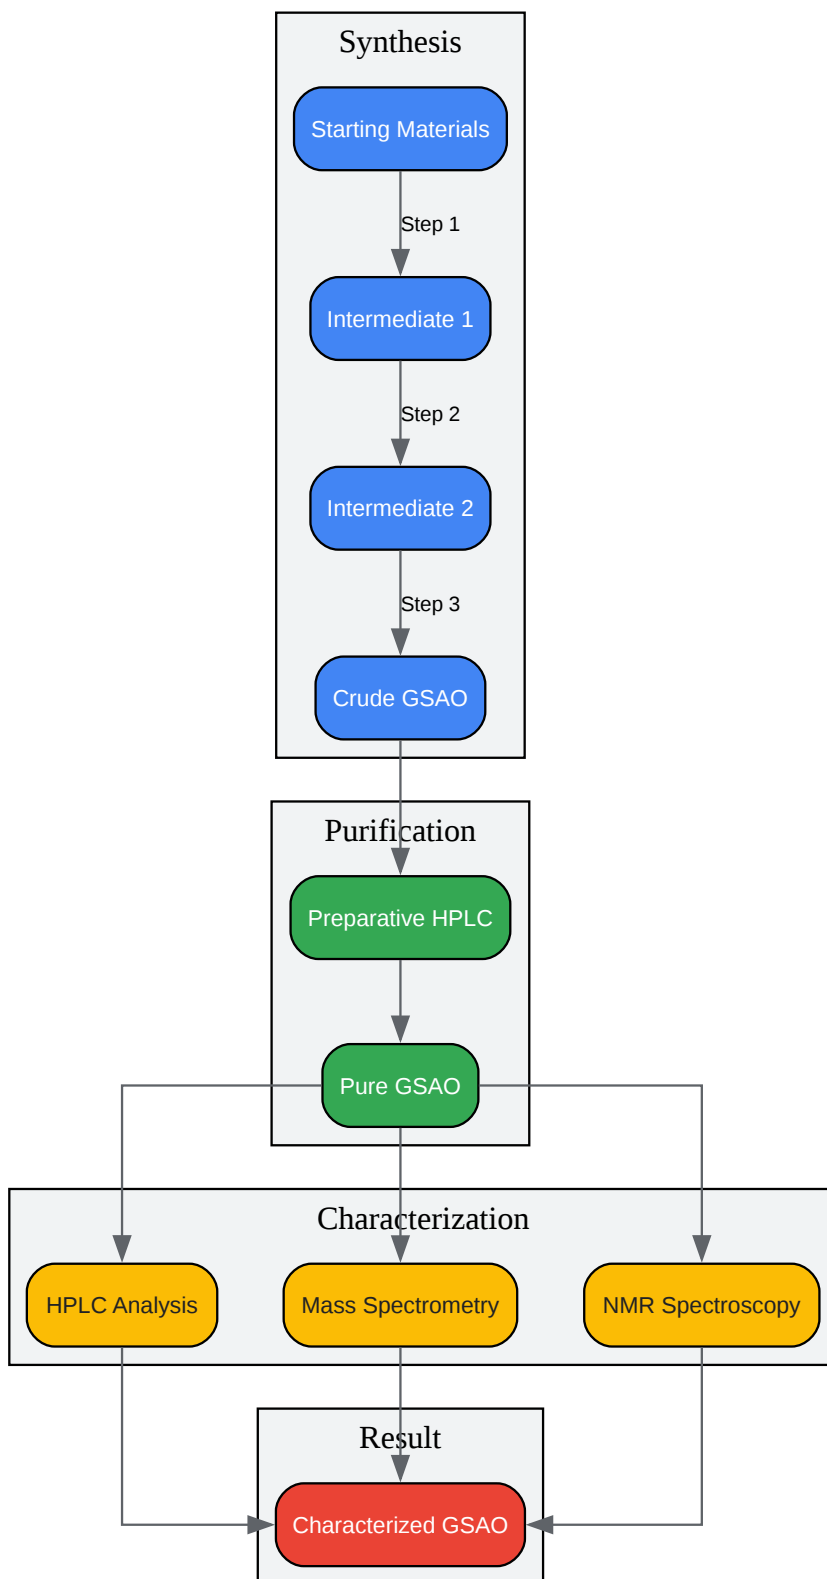 Synthesis
Starting Materials
Step 1
Intermediate 1
Step 2
Intermediate 2
Step 3
Crude GSAO
Purification
Preparative HPLC
Pure GSAO
Characterization
HPLC Analysis
Mass Spectrometry
NMR Spectroscopy
Result
Characterized GSAO